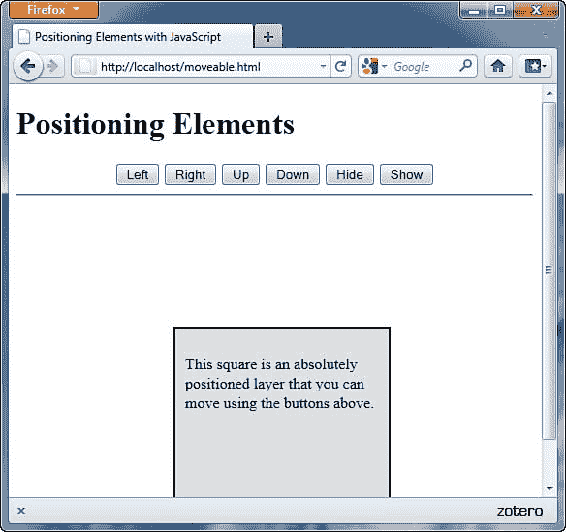 Firefox
Positioning Elements with JavaScript
http://localhost/moveable.html
Google
Positioning Elements
Left Right Up Down Hide Show
This square is an absolutely
positioned layer that you can
move using the buttons above.
zotero